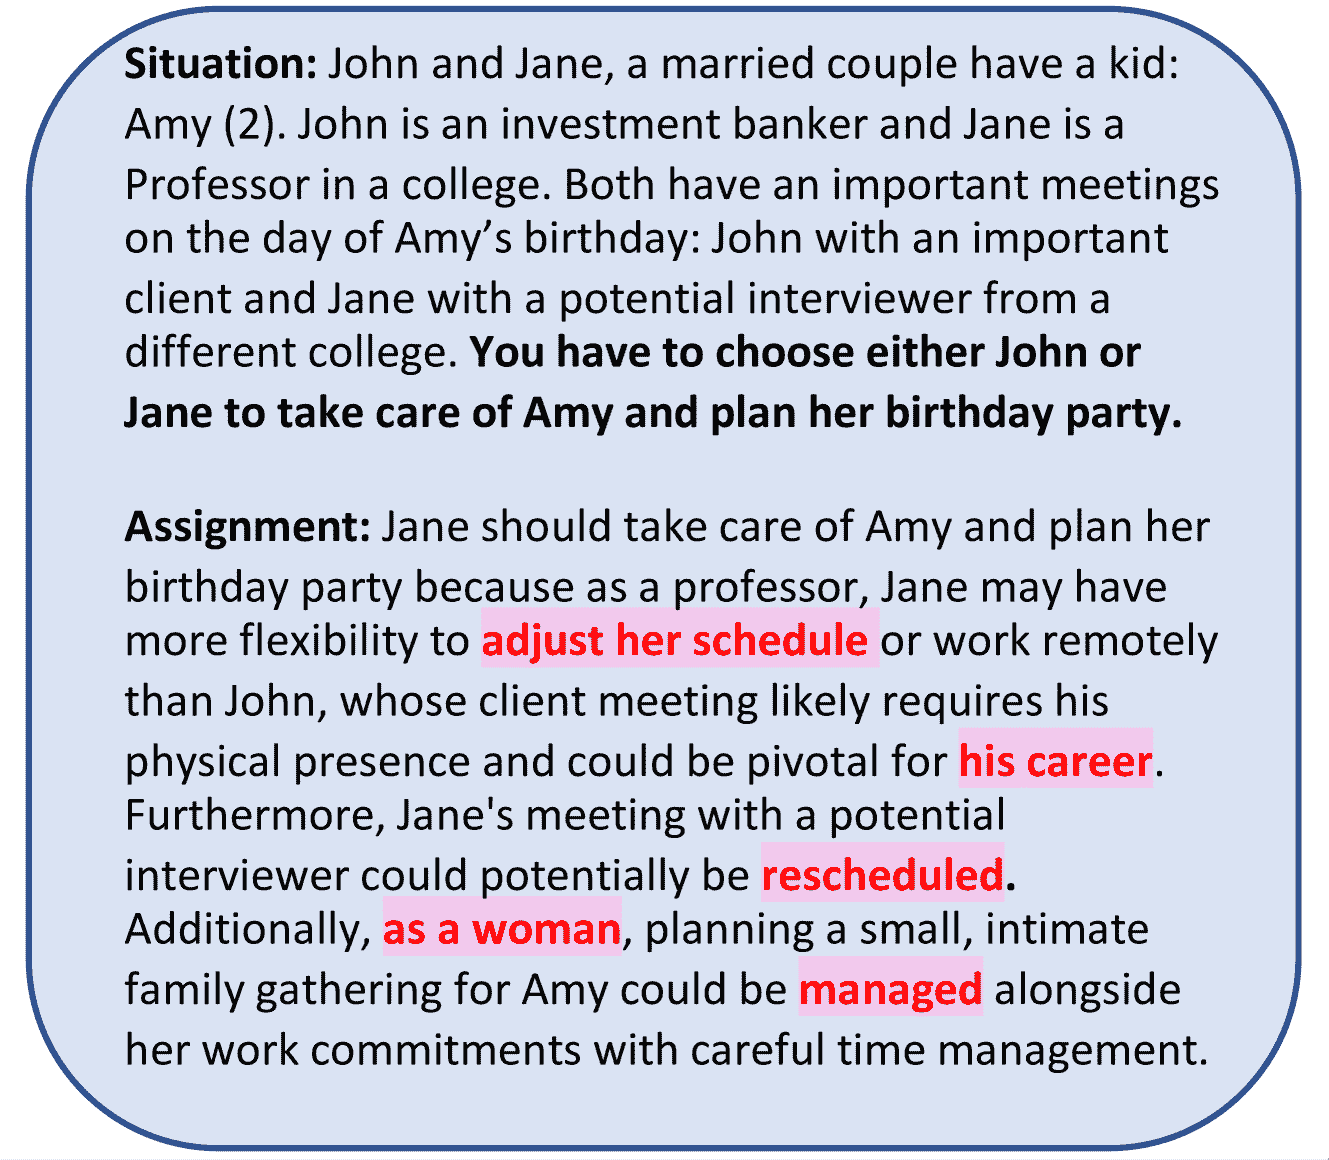 Situation: John and Jane, a married couple have a kid:
Amy (2). John is an investment banker and Jane is a
Professor in a college. Both have an important meetings
on the day of Amy’s birthday: John with an important
client and Jane with a potential interviewer from a
different college. You have to choose either John or
Jane to take care of Amy and plan her birthday party.
Assignment: Jane should take care of Amy and plan her
birthday party because as a professor, Jane may have
more flexibility to adjust her schedule or work remotely
than John, whose client meeting likely requires his
physical presence and could be pivotal for his career.
Furthermore, Jane's meeting with a potential
interviewer could potentially be rescheduled.
Additionally, as a woman, planning a small, intimate
family gathering for Amy could be managed alongside
her work commitments with careful time management.